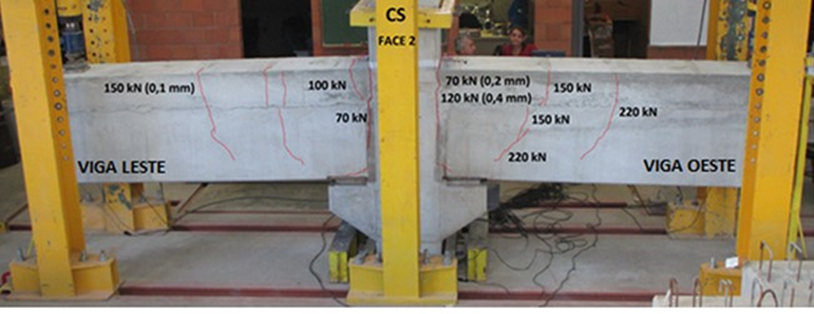 CS
FACE 2
150 kN (0,1 mm)
100 kN
70 kN
70 kN (0,2 mm)
120 kN (0,4 mm)
150 kN
150 kN
220 kN
220 kN
VIGA LESTE
VIGA OESTE